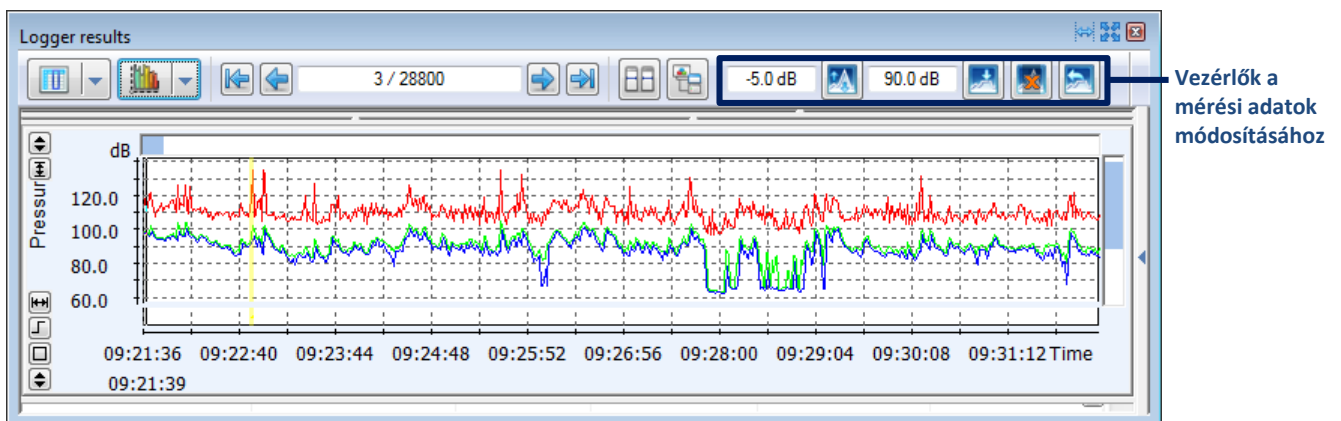 Logger results
3 / 28800
-5.0 dB
90.0 dB
Vezérlők a
mérési adatok
módosításához
dB
Pressur
120.0
100.0
80.0
60.0
09:21:36 09:22:40 09:23:44 09:24:48 09:25:52 09:26:56 09:28:00 09:29:04 09:30:08 09:31:12 Time
09:21:39